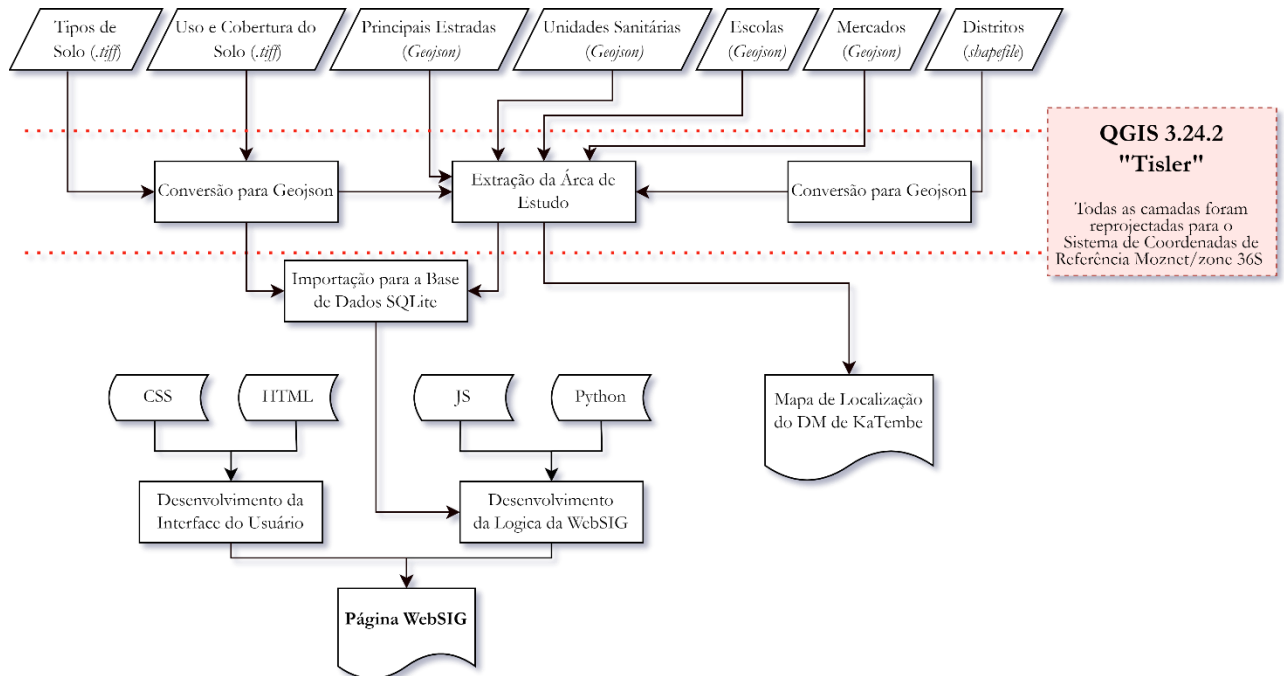 Tipos de
Solo (.tiff)
Uso e Cobertura do
Solo (.tiff)
Principais Estradas
(Geojson)
Unidades Sanitárias
(Geojson)
Escolas
(Geojson)
Mercados
(Geojson)
Distritos
(shapefile)
QGIS 3.24.2
"Tisler"
Todas as camadas foram
reprojectadas para o
Sistema de Coordenadas de
Referência Moznet/zone 36S
Conversão para Geojson
Extração da Área de
Estudo
Conversão para Geojson
Importação para a Base
de Dados SQLite
CSS
HTML
JS
Python
Mapa de Localização
do DM de KaTembe
Desenvolvimento da
Interface do Usuário
Desenvolvimento
da Logica da WebSIG
Página WebSIG